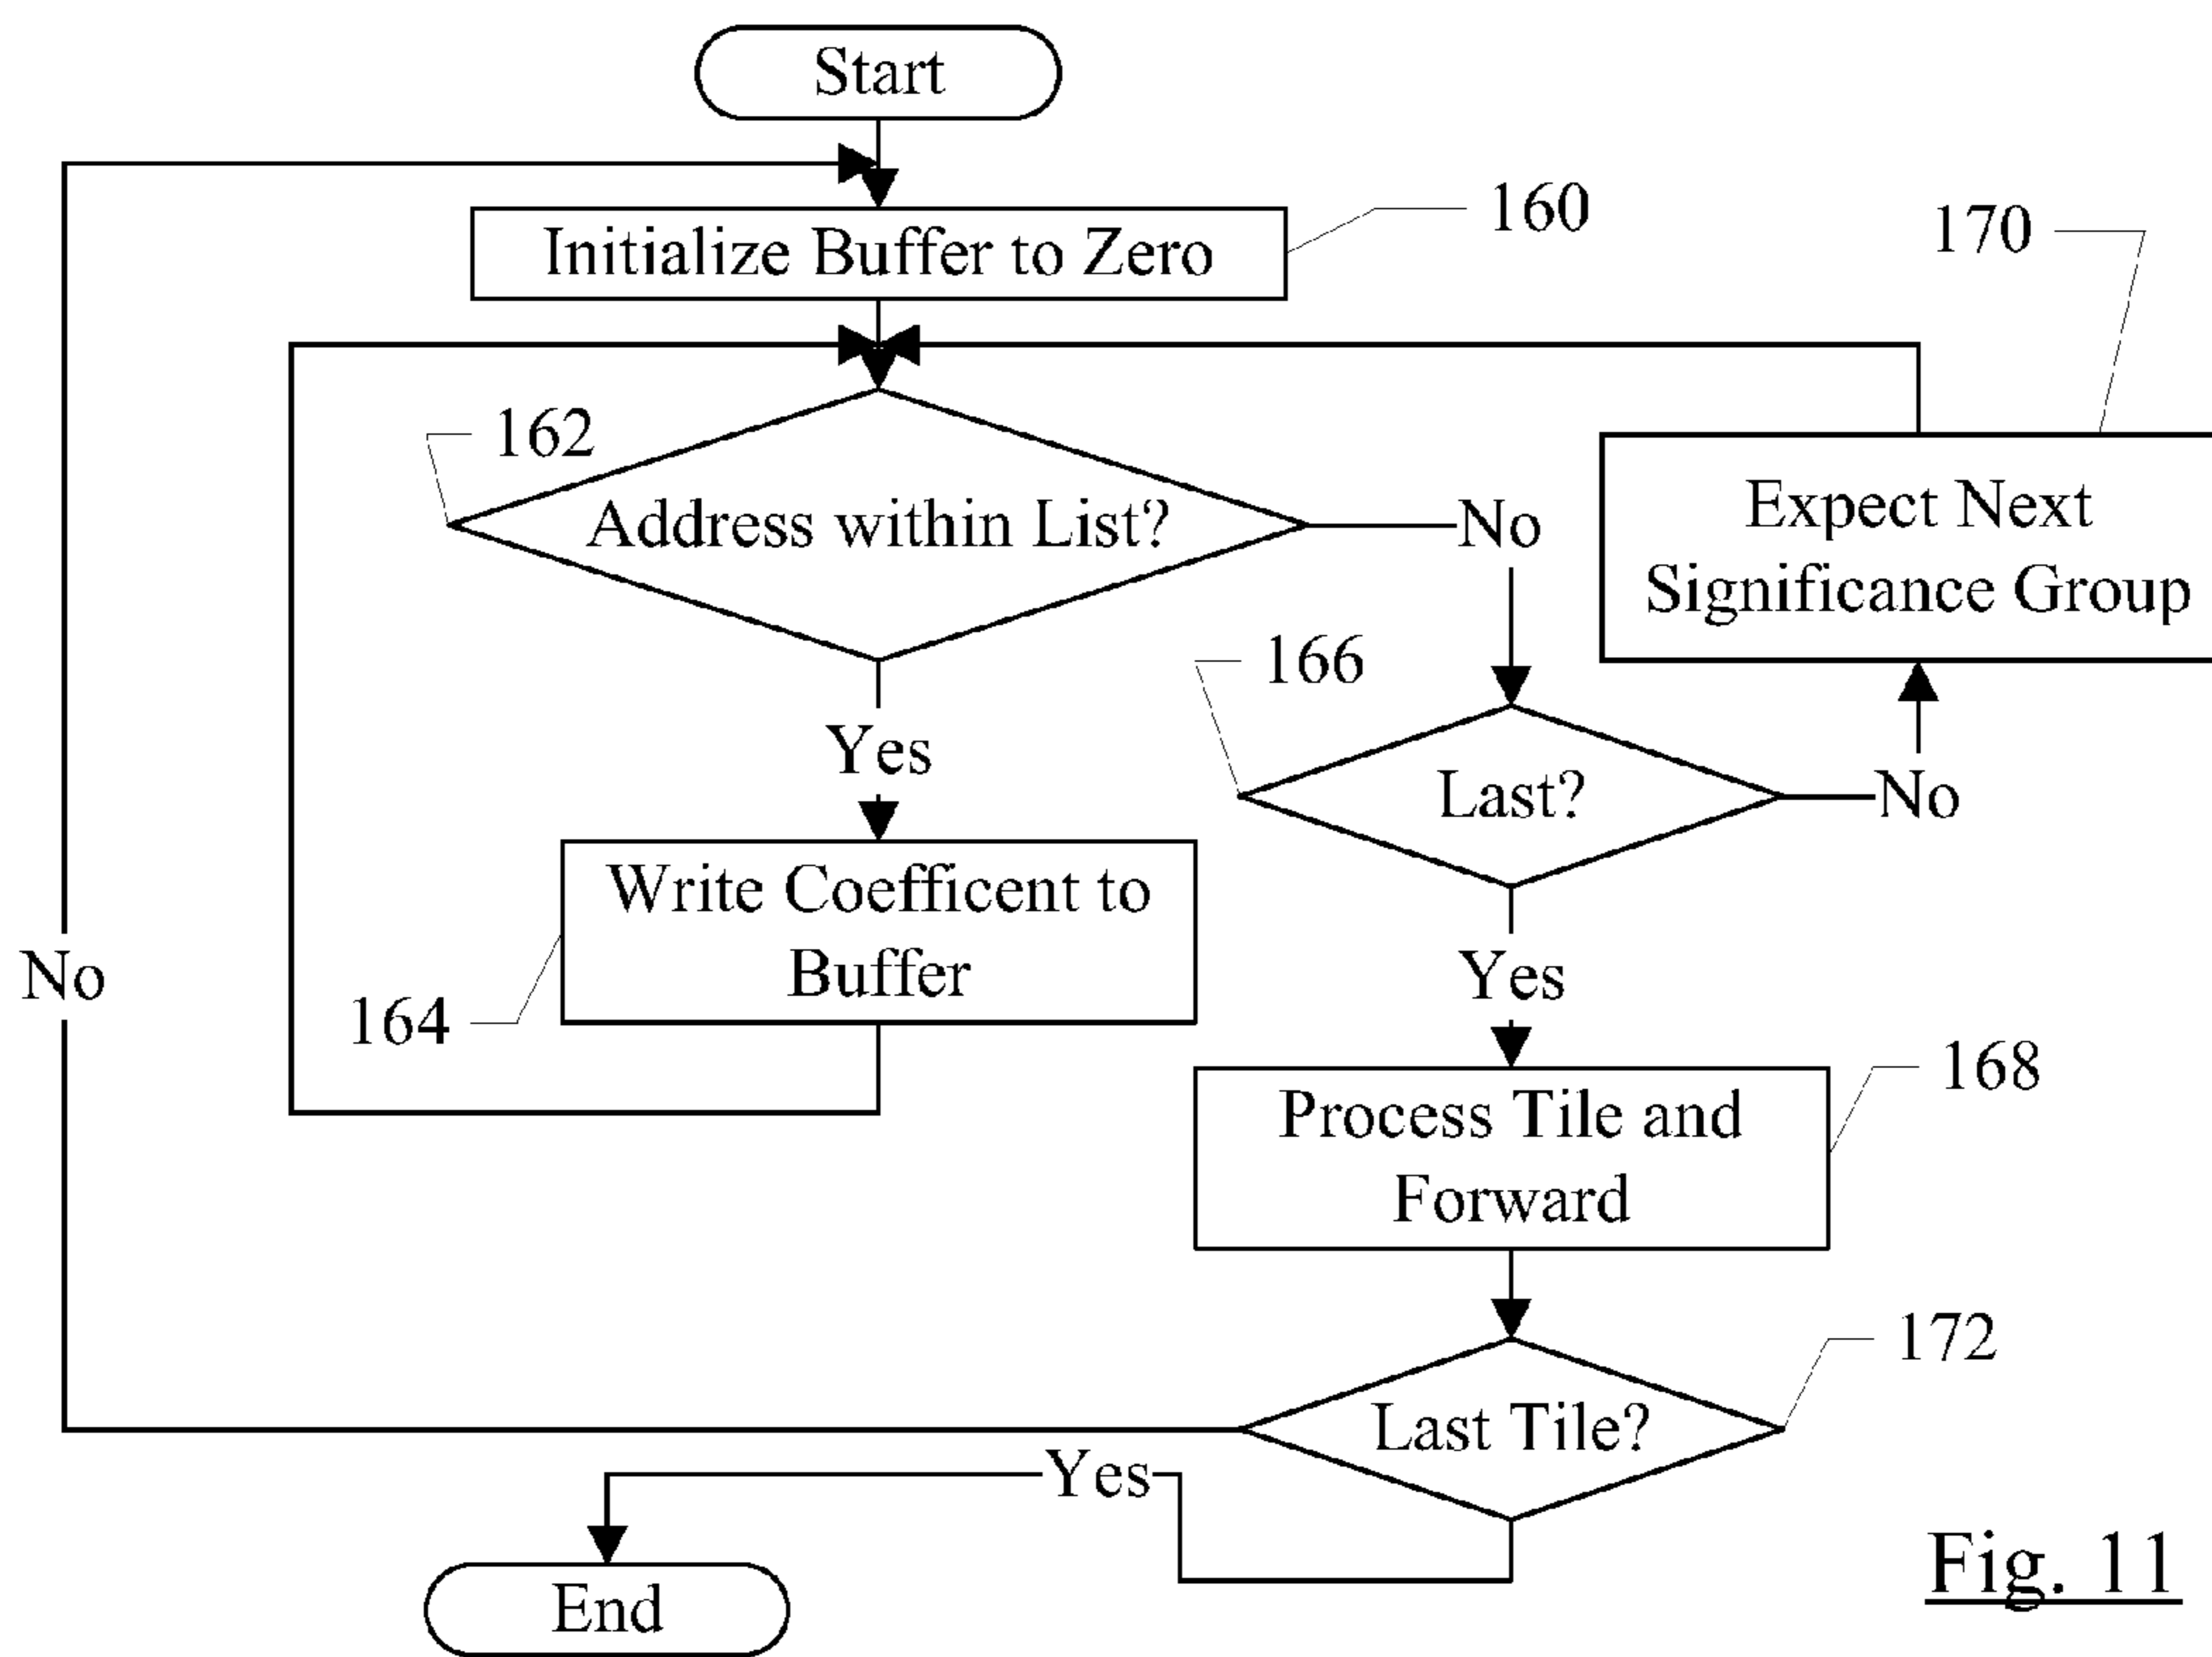 Start
Initialize Buffer to Zero
160
170
162
Address within List?
No
Expect Next
Significance Group
166
Yes
Last?
No
Write Coefficent to
Buffer
164
No
Yes
Process Tile and
Forward
168
172
Last Tile?
Yes
End
Fig. 11